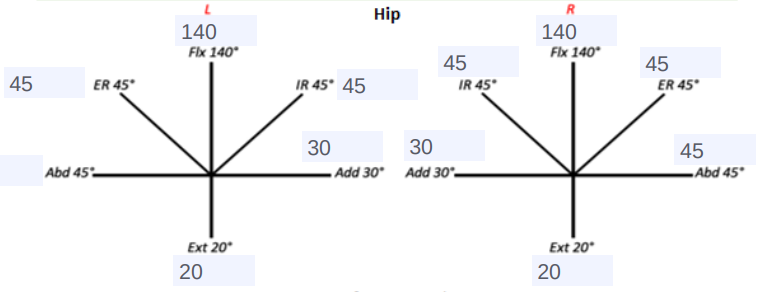 L Hip R
140 140
Flx 140° Flx 140°
45 45
45 ER 45° IR 45° 45 IR 45° ER 45°
30 30 45
Abd 45° Add 30° Add 30° Abd 45°
Ext 20° Ext 20°
20 20